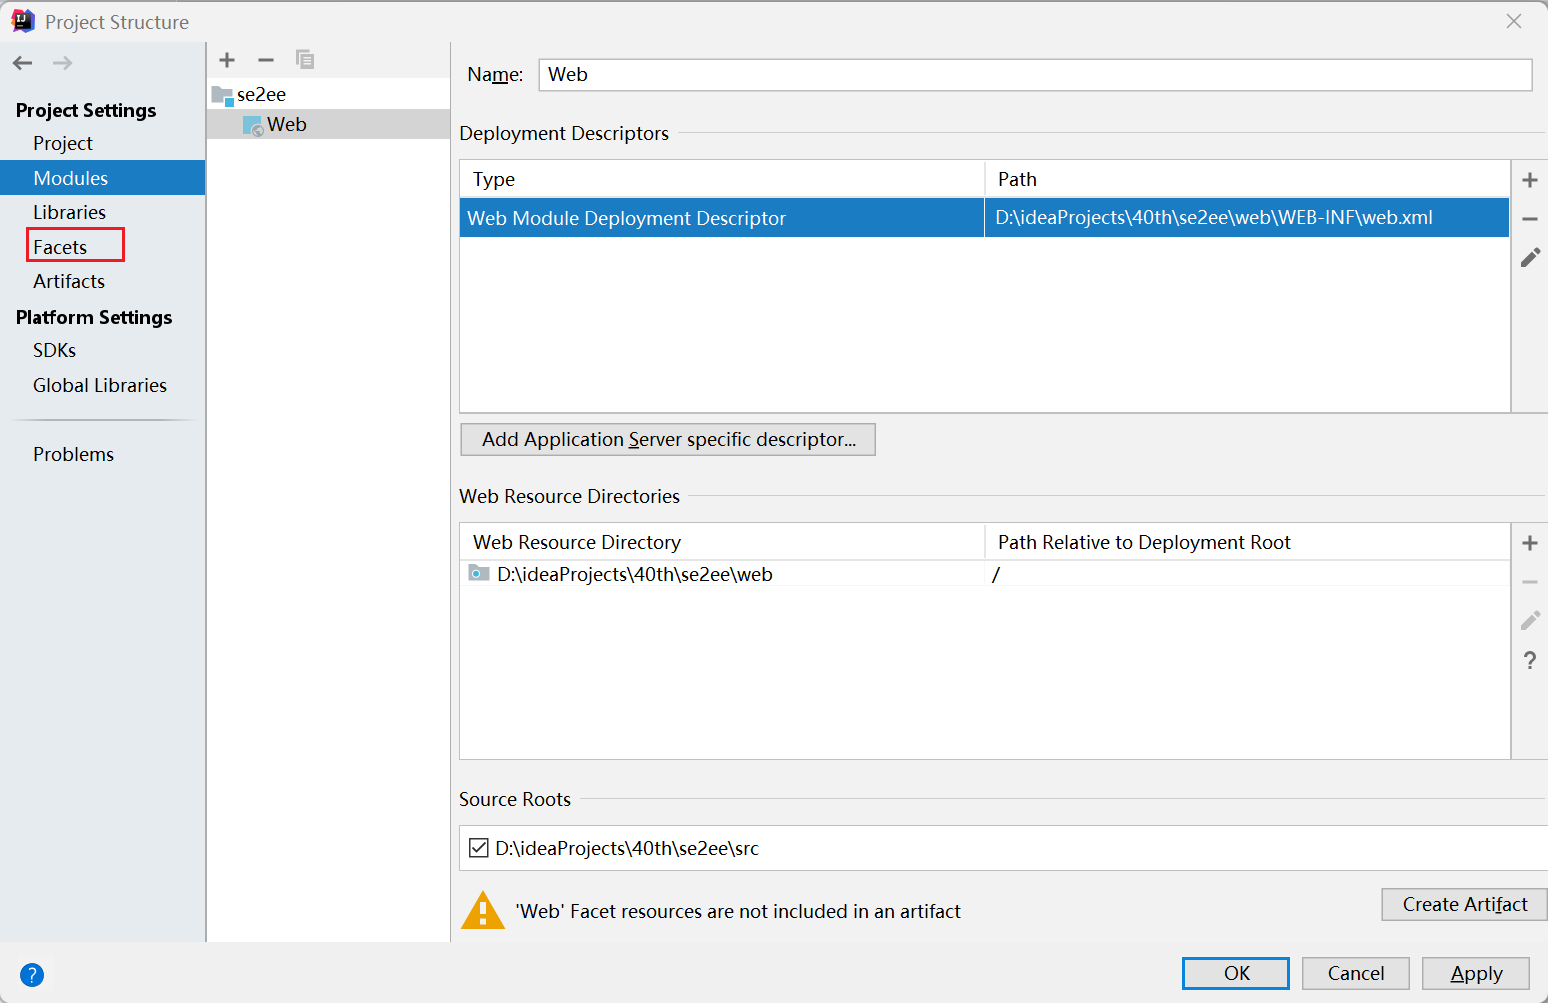 Project Structure
Project Settings
Project
Modules
Libraries
Facets
Artifacts
Platform Settings
SDKs
Global Libraries
Problems
se2ee
Web
Name: Web
Deployment Descriptors
Type Path
Web Module Deployment Descriptor D:\ideaProjects\40th\se2ee\web\WEB-INF\web.xml
Add Application Server specific descriptor...
Web Resource Directories
Web Resource Directory Path Relative to Deployment Root
D:\ideaProjects\40th\se2ee\web /
?
Source Roots
D:\ideaProjects\40th\se2ee\src
'Web' Facet resources are not included in an artifact
Create Artifact
? OK Cancel Apply